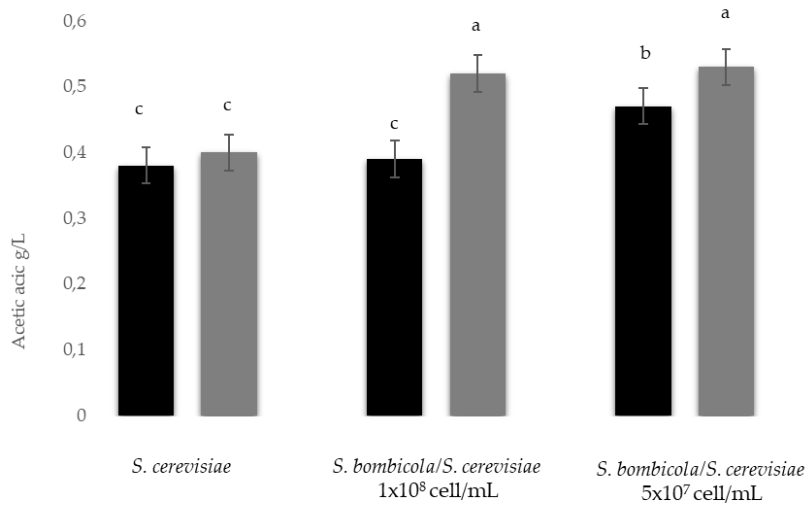 0,6
a
a
b
0,5
c
c
c
0,4
0,3
0,2
0,1
0
Acetic acic g/L
S. cerevisiae
S. bombicola/S. cerevisiae
1x10⁸ cell/mL
S. bombicola/S. cerevisiae
5x10⁷ cell/mL